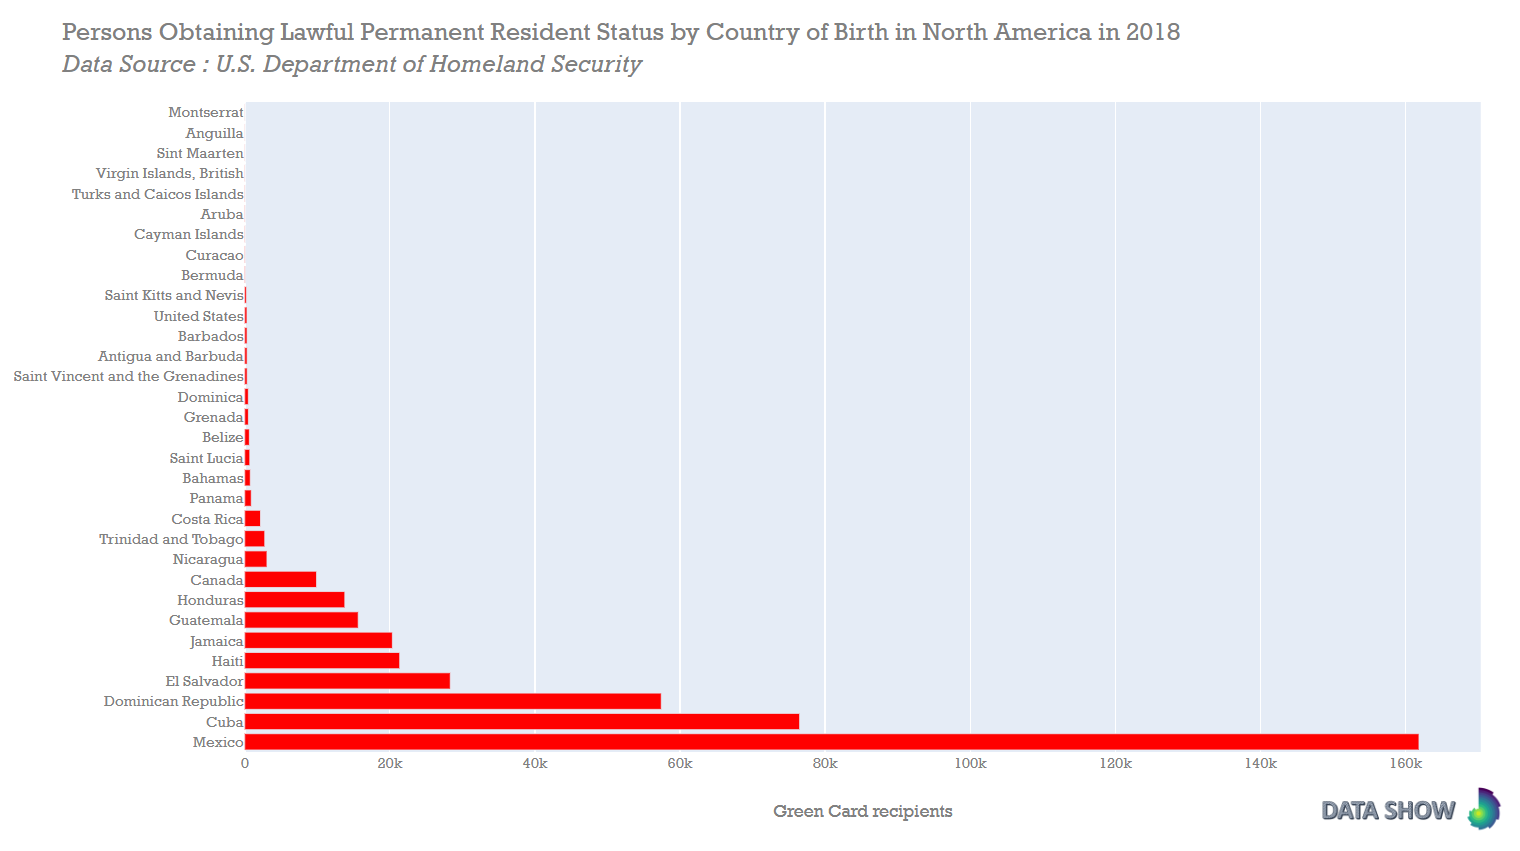 Persons Obtaining Lawful Permanent Resident Status by Country of Birth in North America in 2018
Data Source : U.S. Department of Homeland Security
Montserrat
Anguilla
Sint Maarten
Virgin Islands, British
Turks and Caicos Islands
Aruba
Cayman Islands
Curacao
Bermuda
Saint Kitts and Nevis
United States
Barbados
Antigua and Barbuda
Saint Vincent and the Grenadines
Dominica
Grenada
Belize
Saint Lucia
Bahamas
Panama
Costa Rica
Trinidad and Tobago
Nicaragua
Canada
Honduras
Guatemala
Jamaica
Haiti
El Salvador
Dominican Republic
Cuba
Mexico
0 20k 40k 60k 80k 100k 120k 140k 160k
Green Card recipients
DATA SHOW